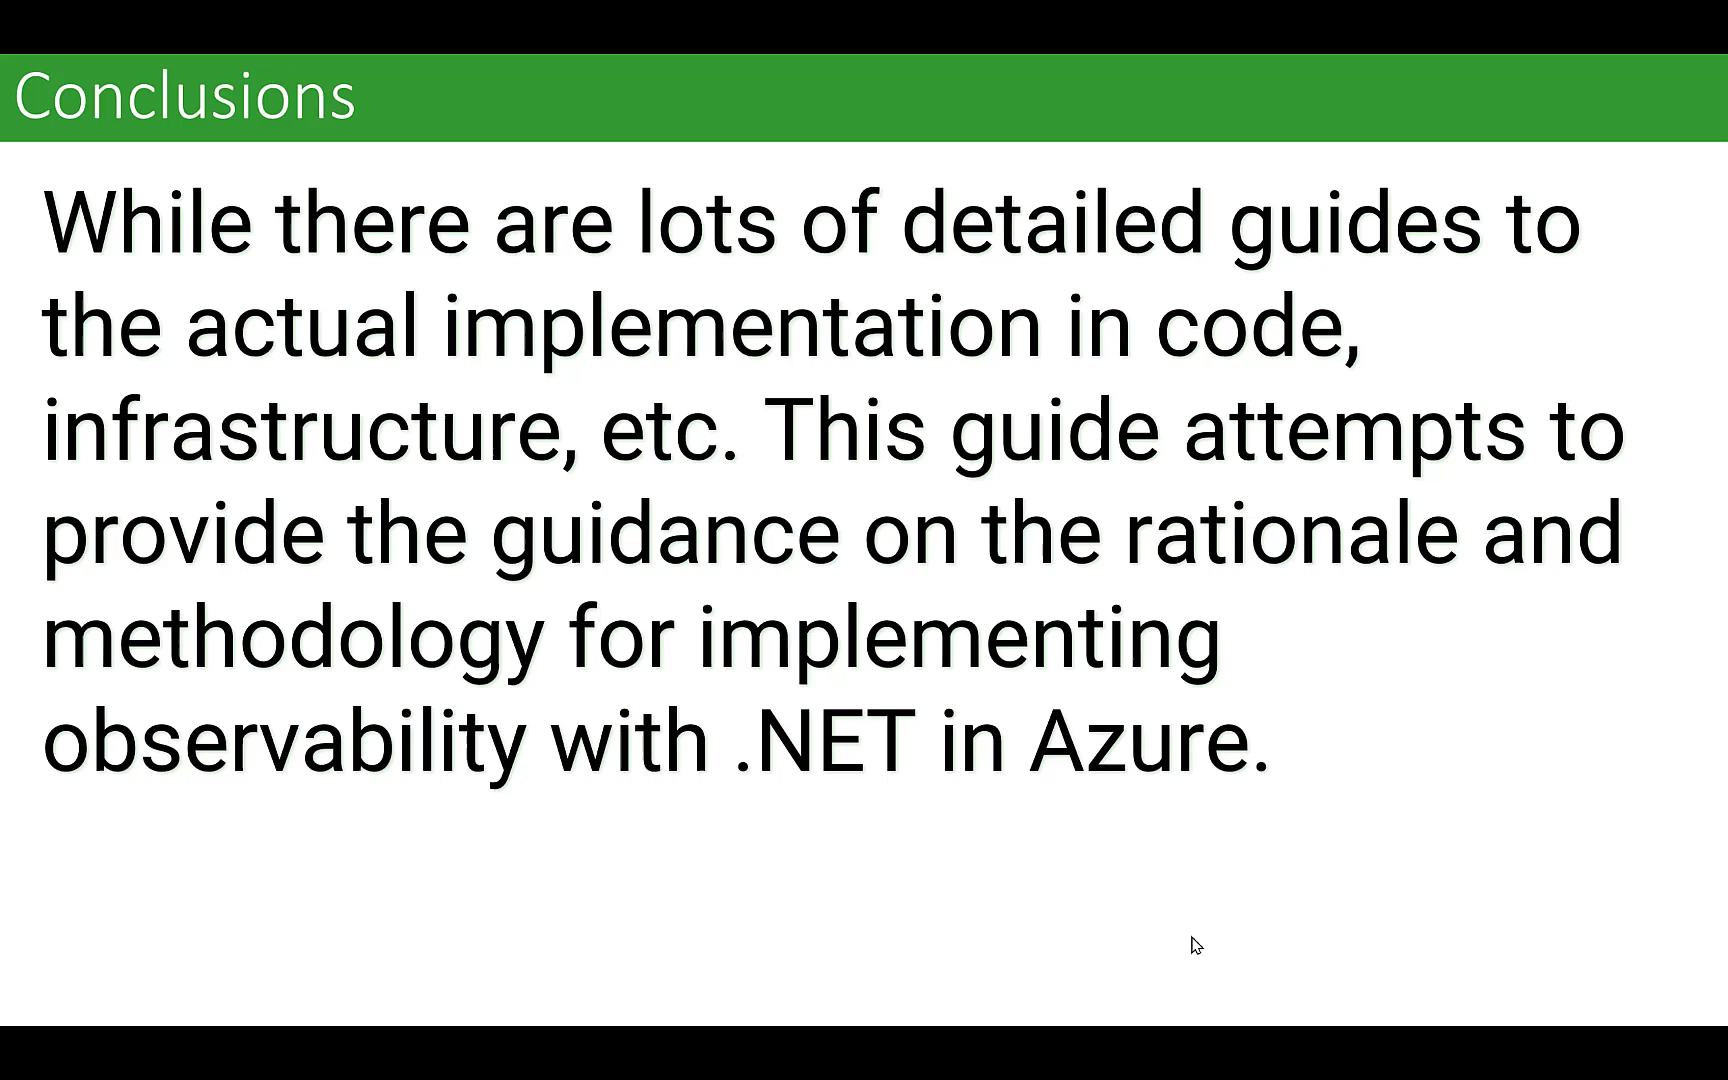 Conclusions
While there are lots of detailed guides to
the actual implementation in code,
infrastructure, etc. This guide attempts to
provide the guidance on the rationale and
methodology for implementing
observability with .NET in Azure.